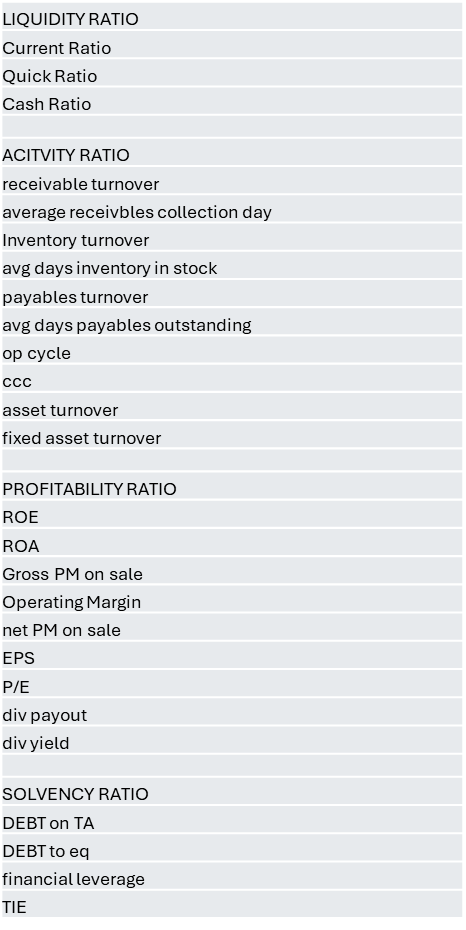 LIQUIDITY RATIO
Current Ratio
Quick Ratio
Cash Ratio
ACITVITY RATIO
receivable turnover
average receivbles collection day
Inventory turnover
avg days inventory in stock
payables turnover
avg days payables outstanding
op cycle
ccc
asset turnover
fixed asset turnover
PROFITABILITY RATIO
ROE
ROA
Gross PM on sale
Operating Margin
net PM on sale
EPS
P/E
div payout
div yield
SOLVENCY RATIO
DEBT on TA
DEBT to eq
financial leverage
TIE